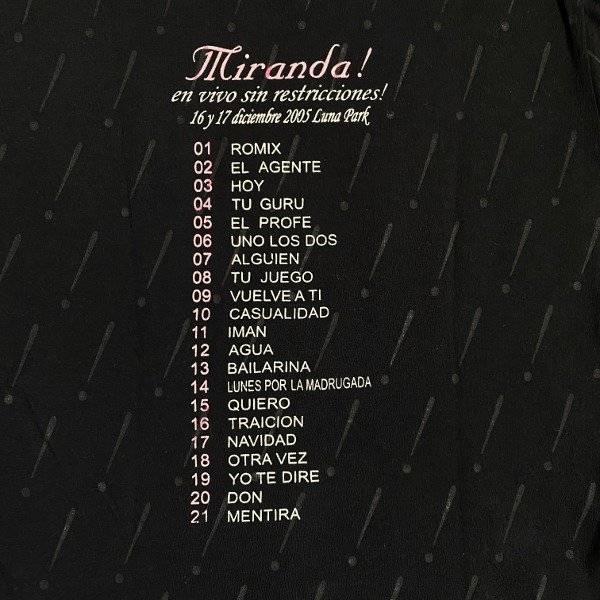 Miranda!
en vivo sin restricciones!
16 y 17 diciembre 2005 Luna Park
01 ROMIX
02 EL AGENTE
03 HOY
04 TU GURU
05 EL PROFE
06 UNO LOS DOS
07 ALGUIEN
08 TU JUEGO
09 VUELVE A TI
10 CASUALIDAD
11 IMAN
12 AGUA
13 BAILARINA
14 LUNES POR LA MADRUGADA
15 QUIERO
16 TRAICION
17 NAVIDAD
18 OTRA VEZ
19 YO TE DIRE
20 DON
21 MENTIRA